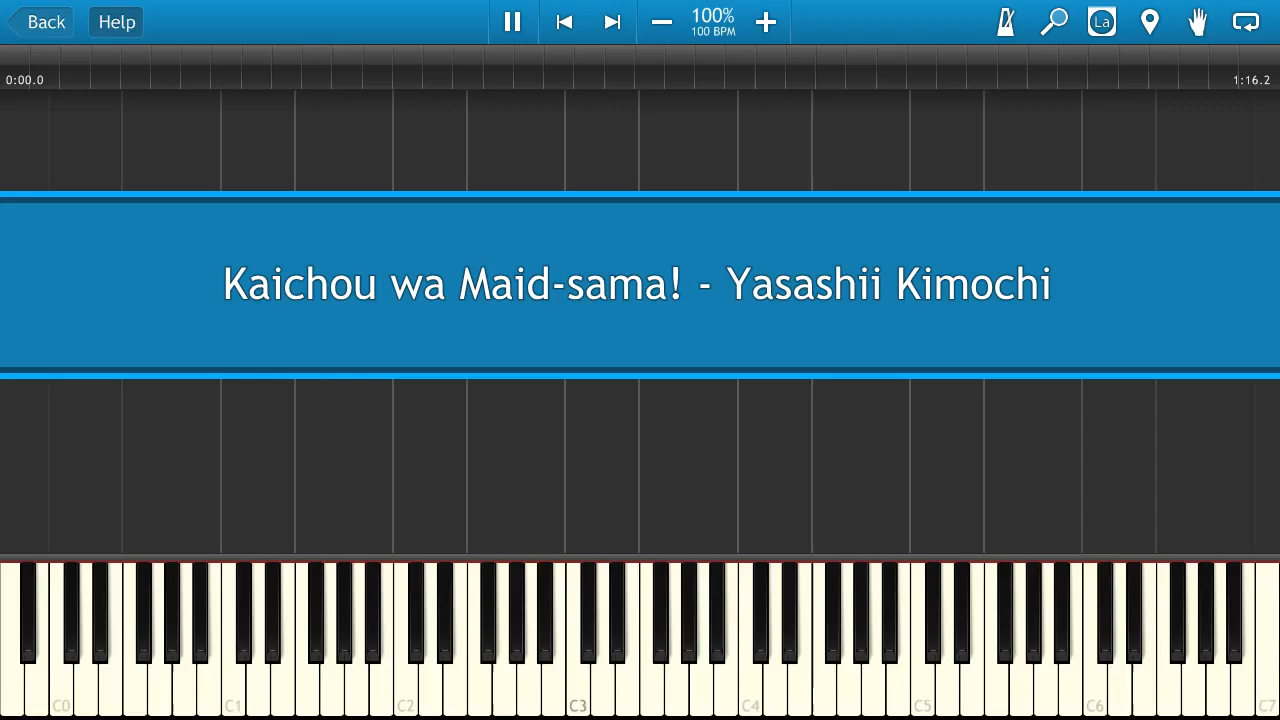 Back Help 100% La
100 BPM
0:00.0 1:16.2
Kaichou wa Maid-sama! - Yasashii Kimochi
C0 C1 C2 C3 C4 C5 C6 C7